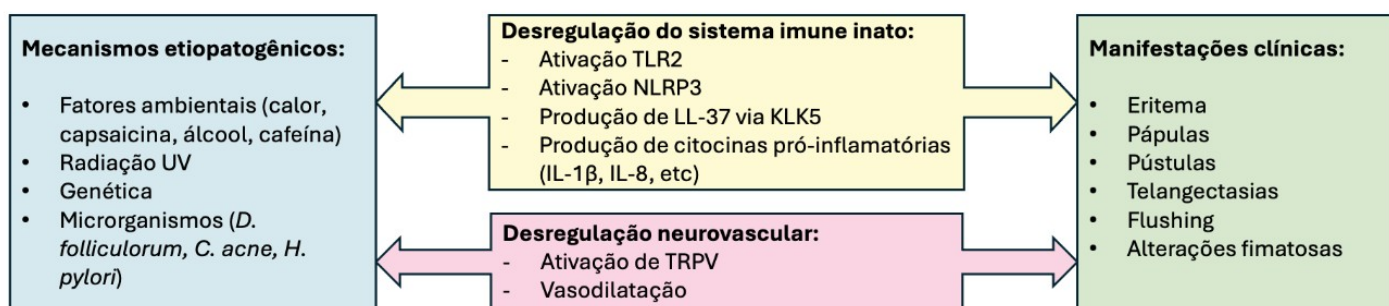 Mecanismos etiopatogênicos:
• Fatores ambientais (calor,
capsaicina, álcool, cafeína)
• Radiação UV
• Genética
• Microrganismos (D.
folliculorum, C. acne, H.
pylori)
Desregulação do sistema imune inato:
- Ativação TLR2
- Ativação NLRP3
- Produção de LL-37 via KLK5
- Produção de citocinas pró-inflamatórias
(IL-1β, IL-8, etc)
Desregulação neurovascular:
- Ativação de TRPV
- Vasodilatação
Manifestações clínicas:
• Eritema
• Pápulas
• Pústulas
• Telangectasias
• Flushing
• Alterações fimatosas